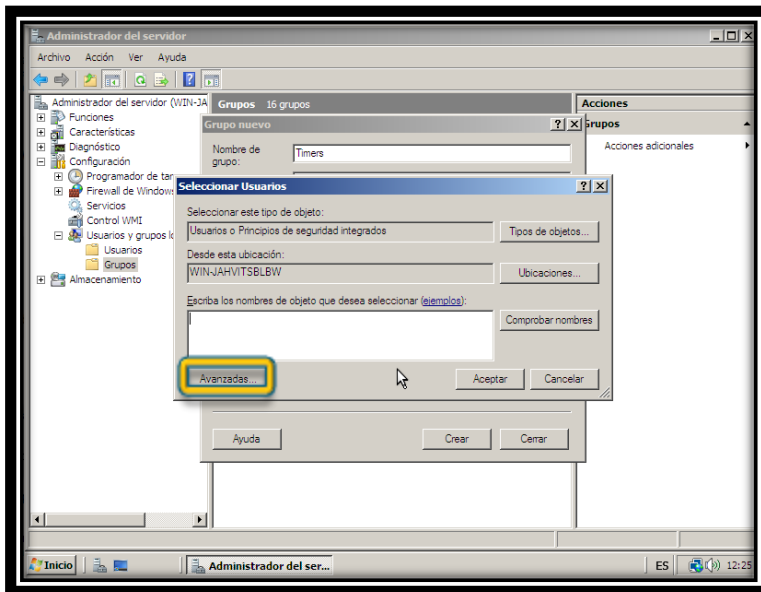 Administrador del servidor
Archivo Acción Ver Ayuda
Administrador del servidor (WIN-JA
Funciones
Características
Diagnóstico
Configuración
Programador de tar
Firewall de Window
Servicios
Control WMI
Usuarios y grupos lo
Usuarios
Grupos
Almacenamiento
Grupos 16 grupos
Grupo nuevo
Nombre de
grupo:
Timers
Seleccionar Usuarios
Seleccionar este tipo de objeto:
Usuarios o Principios de seguridad integrados
Tipos de objetos...
Desde esta ubicación:
WIN-JAHVITSBLBW
Ubicaciones...
Escriba los nombres de objeto que desea seleccionar (ejemplos):
Comprobar nombres
Avanzadas...
Aceptar
Cancelar
Ayuda
Crear
Cerrar
Acciones
Grupos
Acciones adicionales
Inicio
Administrador del ser...
ES
12:25